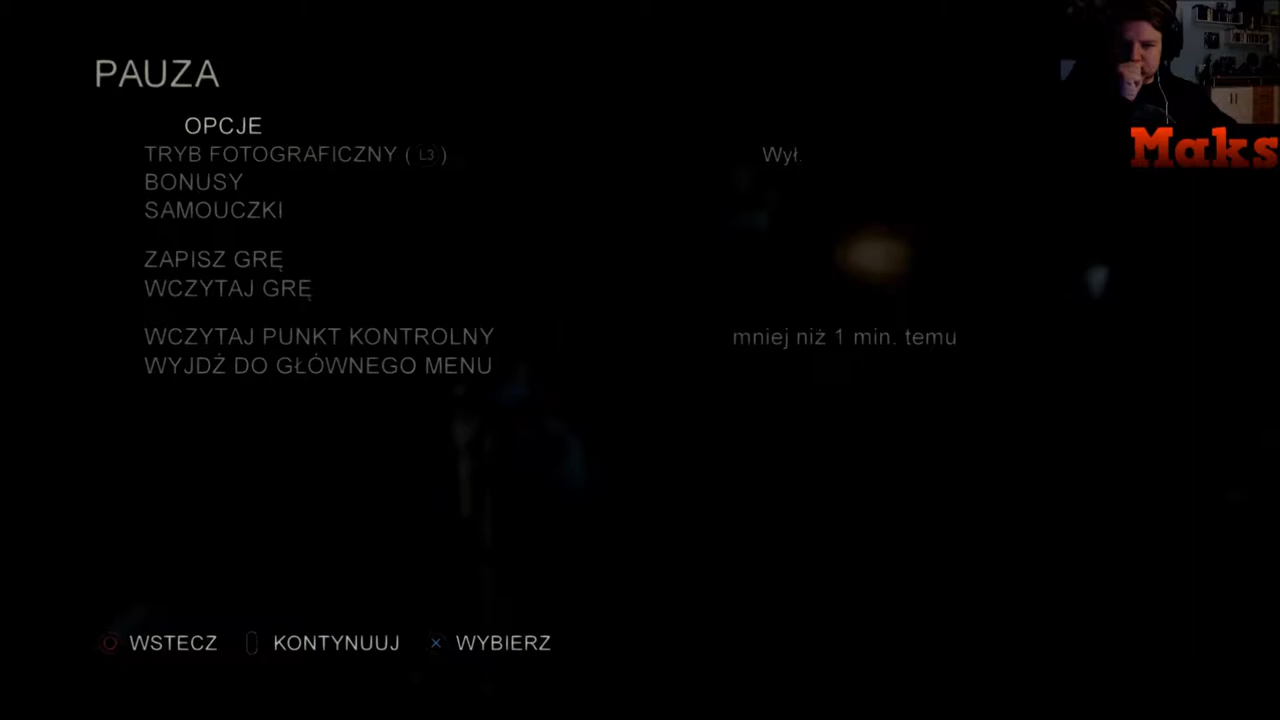 PAUZA
OPCJE
TRYB FOTOGRAFICZNY (L3) Wył.
BONUSY
SAMOUCZKI
ZAPISZ GRĘ
WCZYTAJ GRĘ
WCZYTAJ PUNKT KONTROLNY mniej niż 1 min. temu
WYJDŹ DO GŁÓWNEGO MENU
WSTECZ KONTYNUUJ WYBIERZ
Maks